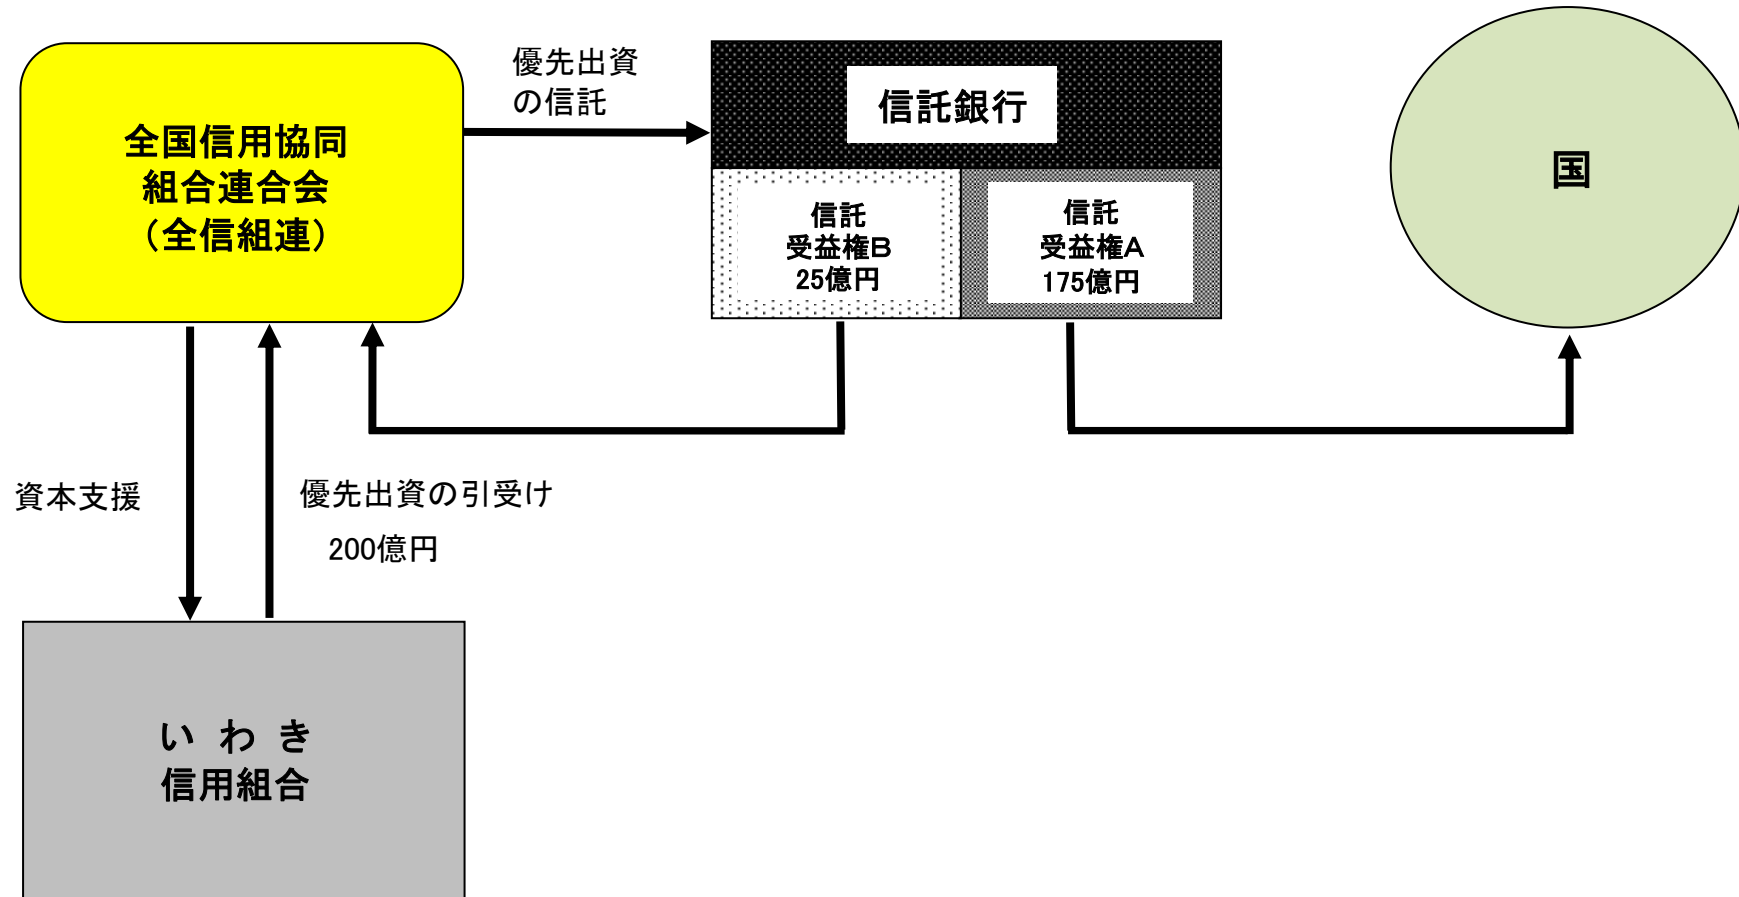 全国信用協同
組合連合会
（全信組連）
優先出資
の信託
信託銀行
信託
受益権B
25億円
信託
受益権A
175億円
国
資本支援
優先出資の引受け
200億円
いわき
信用組合